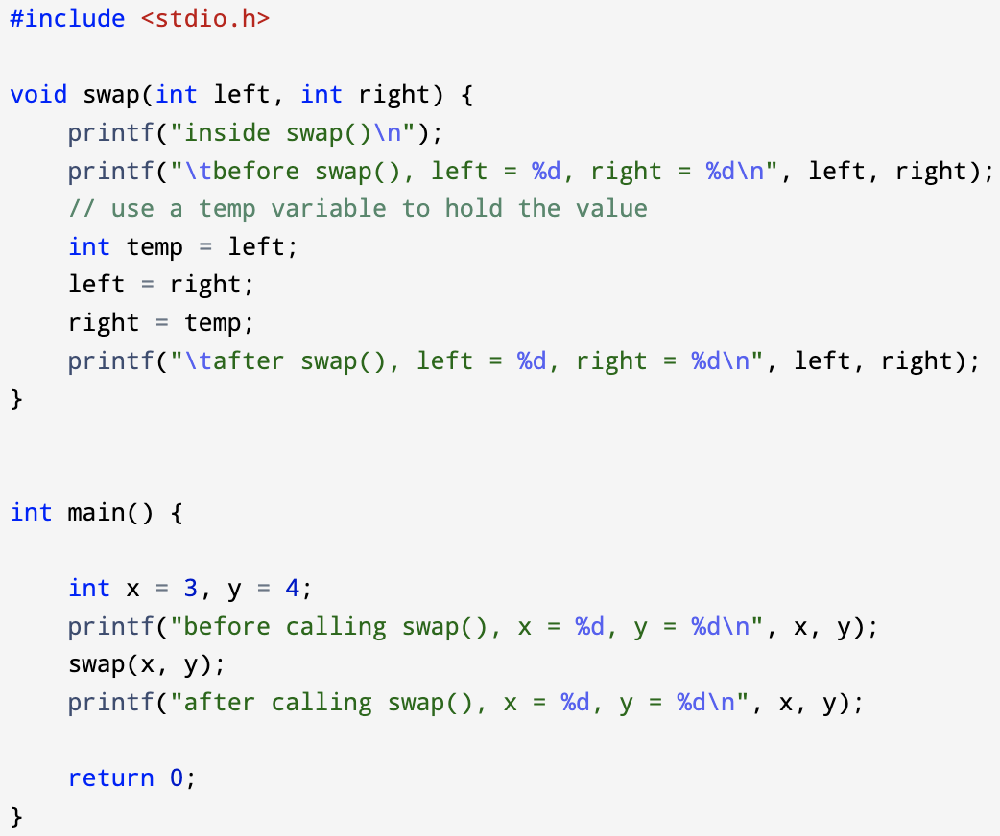 #include <stdio.h>
void swap(int left, int right) {
    printf("inside swap()\n");
    printf("\tbefore swap(), left = %d, right = %d\n", left, right);
    // use a temp variable to hold the value
    int temp = left;
    left = right;
    right = temp;
    printf("\tafter swap(), left = %d, right = %d\n", left, right);
}
int main() {
    int x = 3, y = 4;
    printf("before calling swap(), x = %d, y = %d\n", x, y);
    swap(x, y);
    printf("after calling swap(), x = %d, y = %d\n", x, y);
    return 0;
}